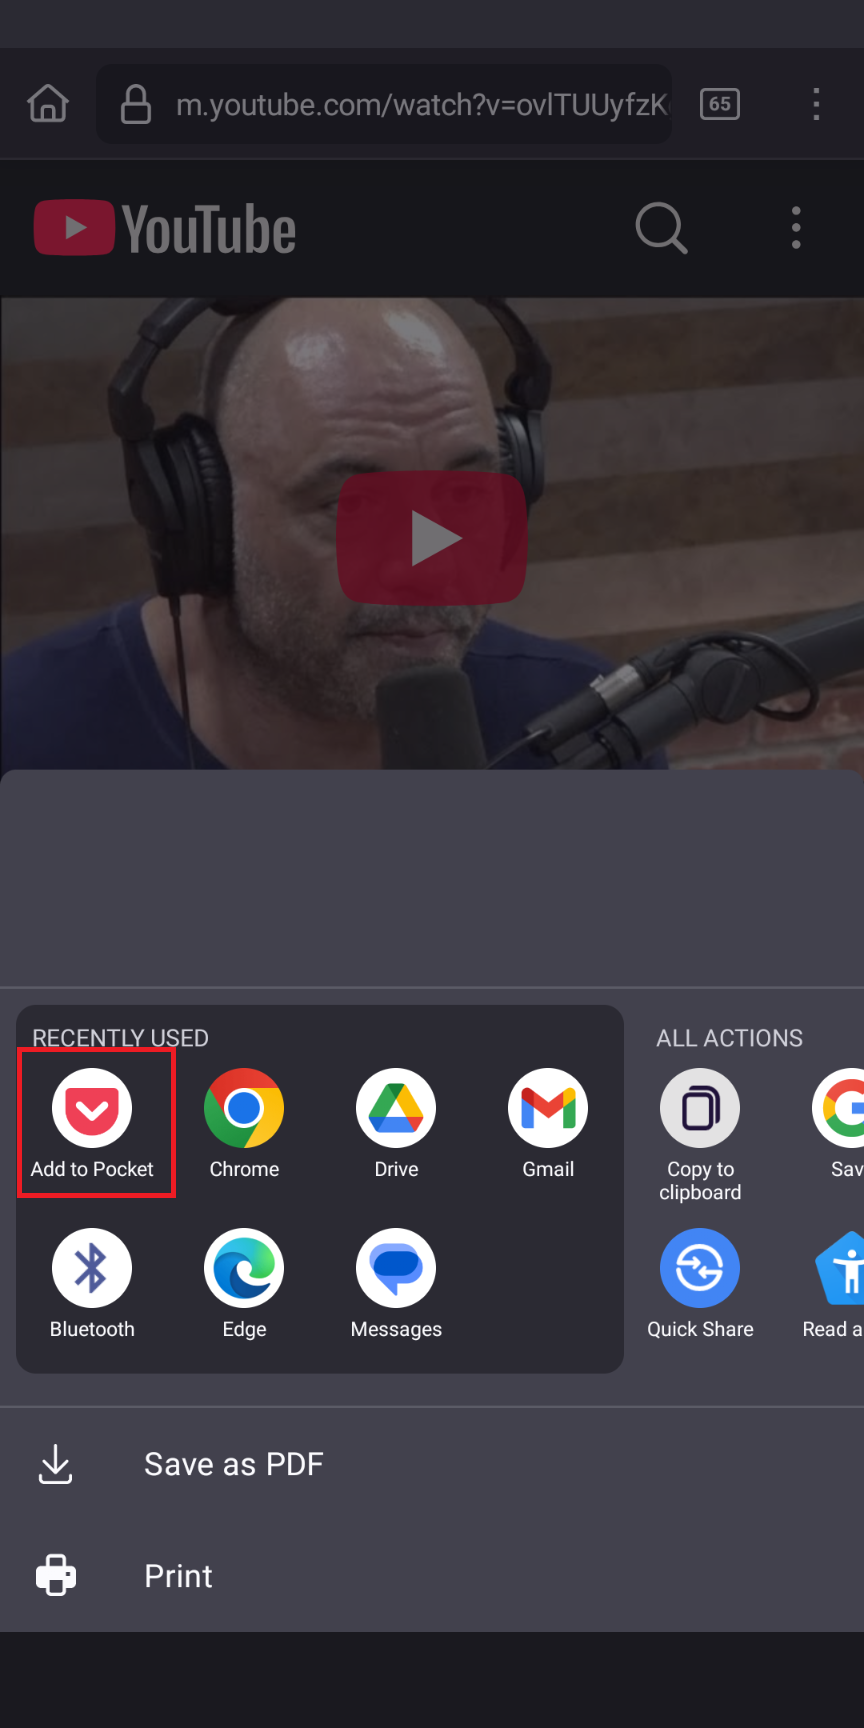 m.youtube.com/watch?v=ovlTUUyfzK
65
YouTube
RECENTLY USED
ALL ACTIONS
Add to Pocket
Chrome
Drive
Gmail
Copy to
clipboard
Sav
Bluetooth
Edge
Messages
Quick Share
Read a
Save as PDF
Print